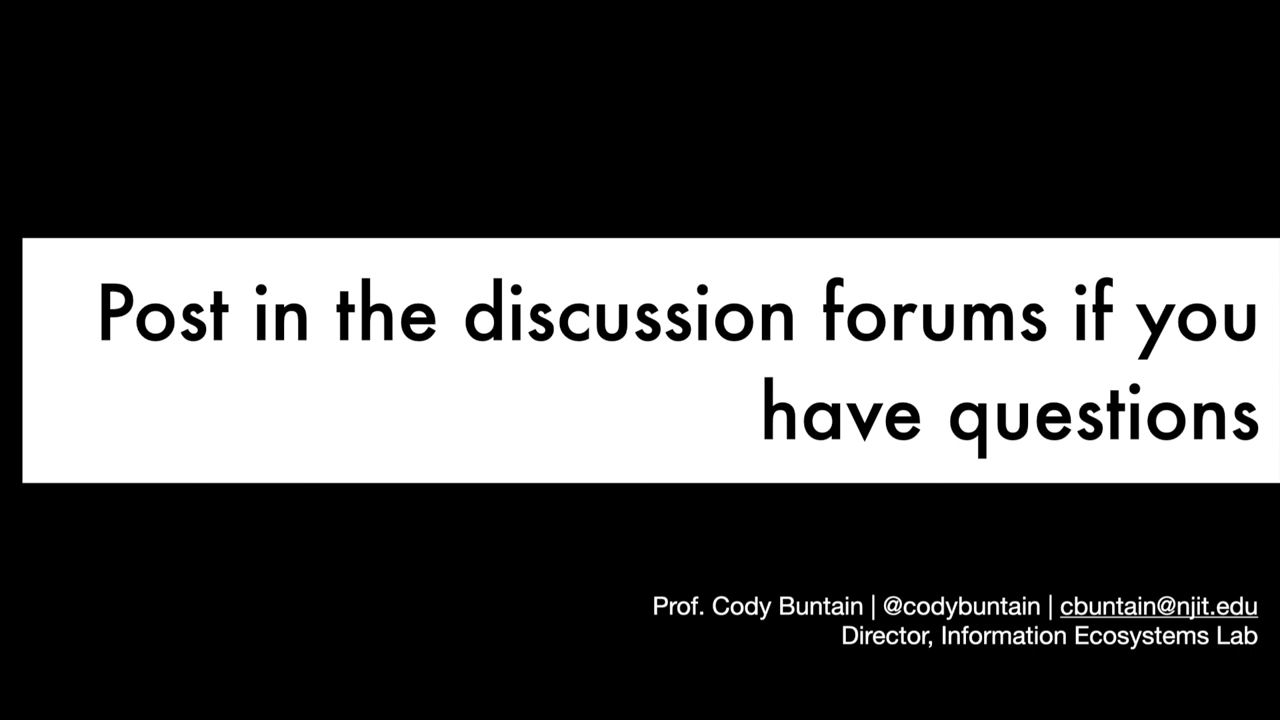 Post in the discussion forums if you
have questions
Prof. Cody Buntain | @codybuntain | cbuntain@njit.edu
Director, Information Ecosystems Lab